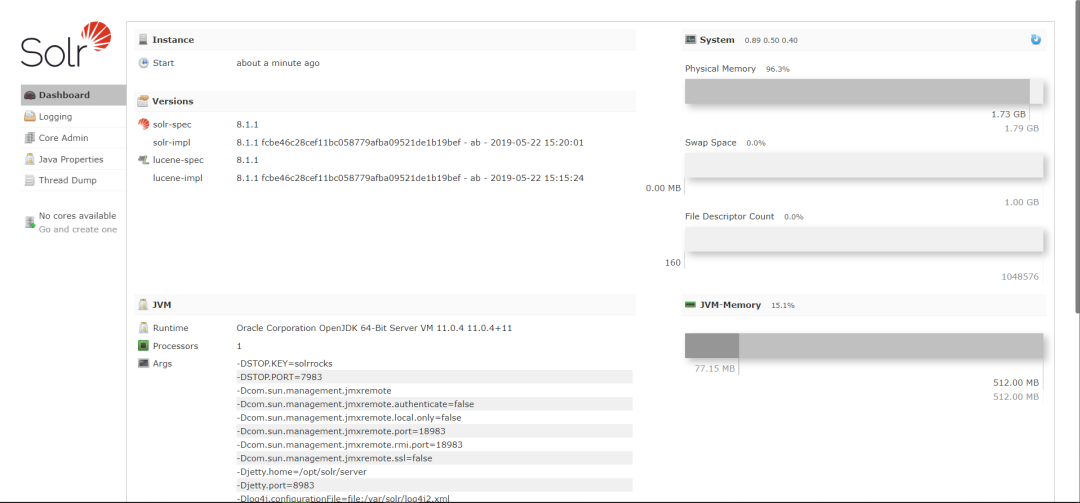 Solr
Dashboard
Logging
Core Admin
Java Properties
Thread Dump
No cores available
Go and create one
Instance
Start about a minute ago
Versions
solr-spec 8.1.1
solr-impl 8.1.1 fcbe46c28cef11bc058779afba09521de1b19bef - ab - 2019-05-22 15:20:01
lucene-spec 8.1.1
lucene-impl 8.1.1 fcbe46c28cef11bc058779afba09521de1b19bef - ab - 2019-05-22 15:15:24
JVM
Runtime Oracle Corporation OpenJDK 64-Bit Server VM 11.0.4 11.0.4+11
Processors 1
Args -DSTOP.KEY=solrrocks
-DSTOP.PORT=7983
-Dcom.sun.management.jmxremote
-Dcom.sun.management.jmxremote.authenticate=false
-Dcom.sun.management.jmxremote.local.only=false
-Dcom.sun.management.jmxremote.port=18983
-Dcom.sun.management.jmxremote.rmi.port=18983
-Dcom.sun.management.jmxremote.ssl=false
-Djetty.home=/opt/solr/server
-Djetty.port=8983
-Dlog4j.configurationFile=file:/var/solr/log4j2.xml
System 0.89 0.50 0.40
Physical Memory 96.3%
1.73 GB
1.79 GB
Swap Space 0.0%
0.00 MB
1.00 GB
File Descriptor Count 0.0%
160
1048576
JVM-Memory 15.1%
77.15 MB
512.00 MB
512.00 MB